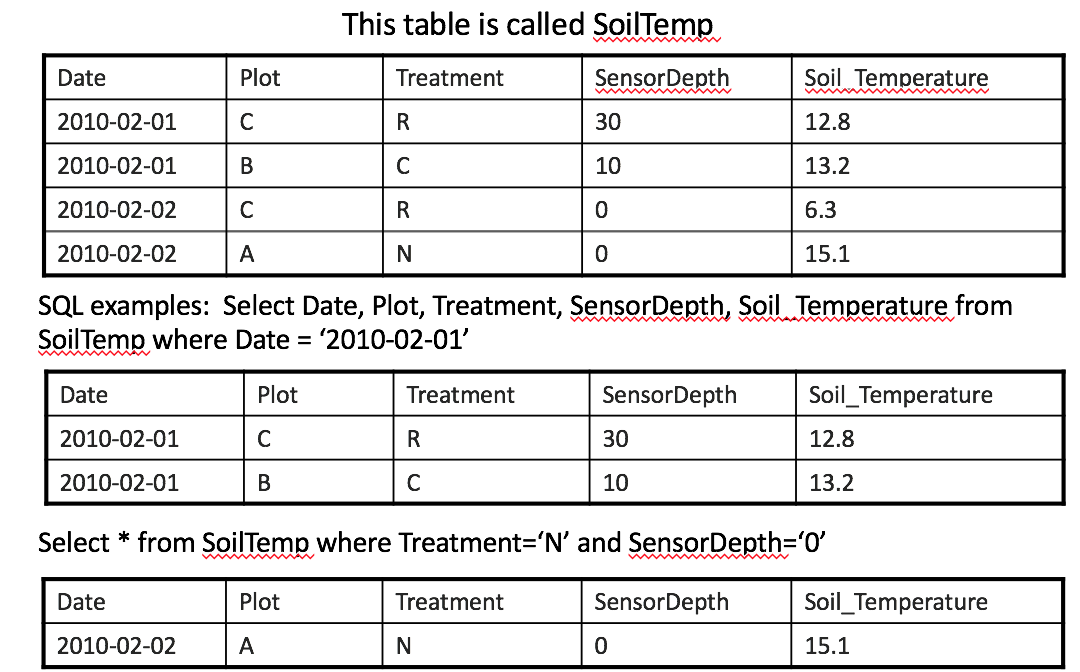 This table is called SoilTemp
Date Plot Treatment SensorDepth Soil_Temperature
2010-02-01 C R 30 12.8
2010-02-01 B C 10 13.2
2010-02-02 C R 0 6.3
2010-02-02 A N 0 15.1
SQL examples: Select Date, Plot, Treatment, SensorDepth, Soil_Temperature from
SoilTemp where Date = ‘2010-02-01’
Date Plot Treatment SensorDepth Soil_Temperature
2010-02-01 C R 30 12.8
2010-02-01 B C 10 13.2
Select * from SoilTemp where Treatment=‘N’ and SensorDepth=‘0’
Date Plot Treatment SensorDepth Soil_Temperature
2010-02-02 A N 0 15.1